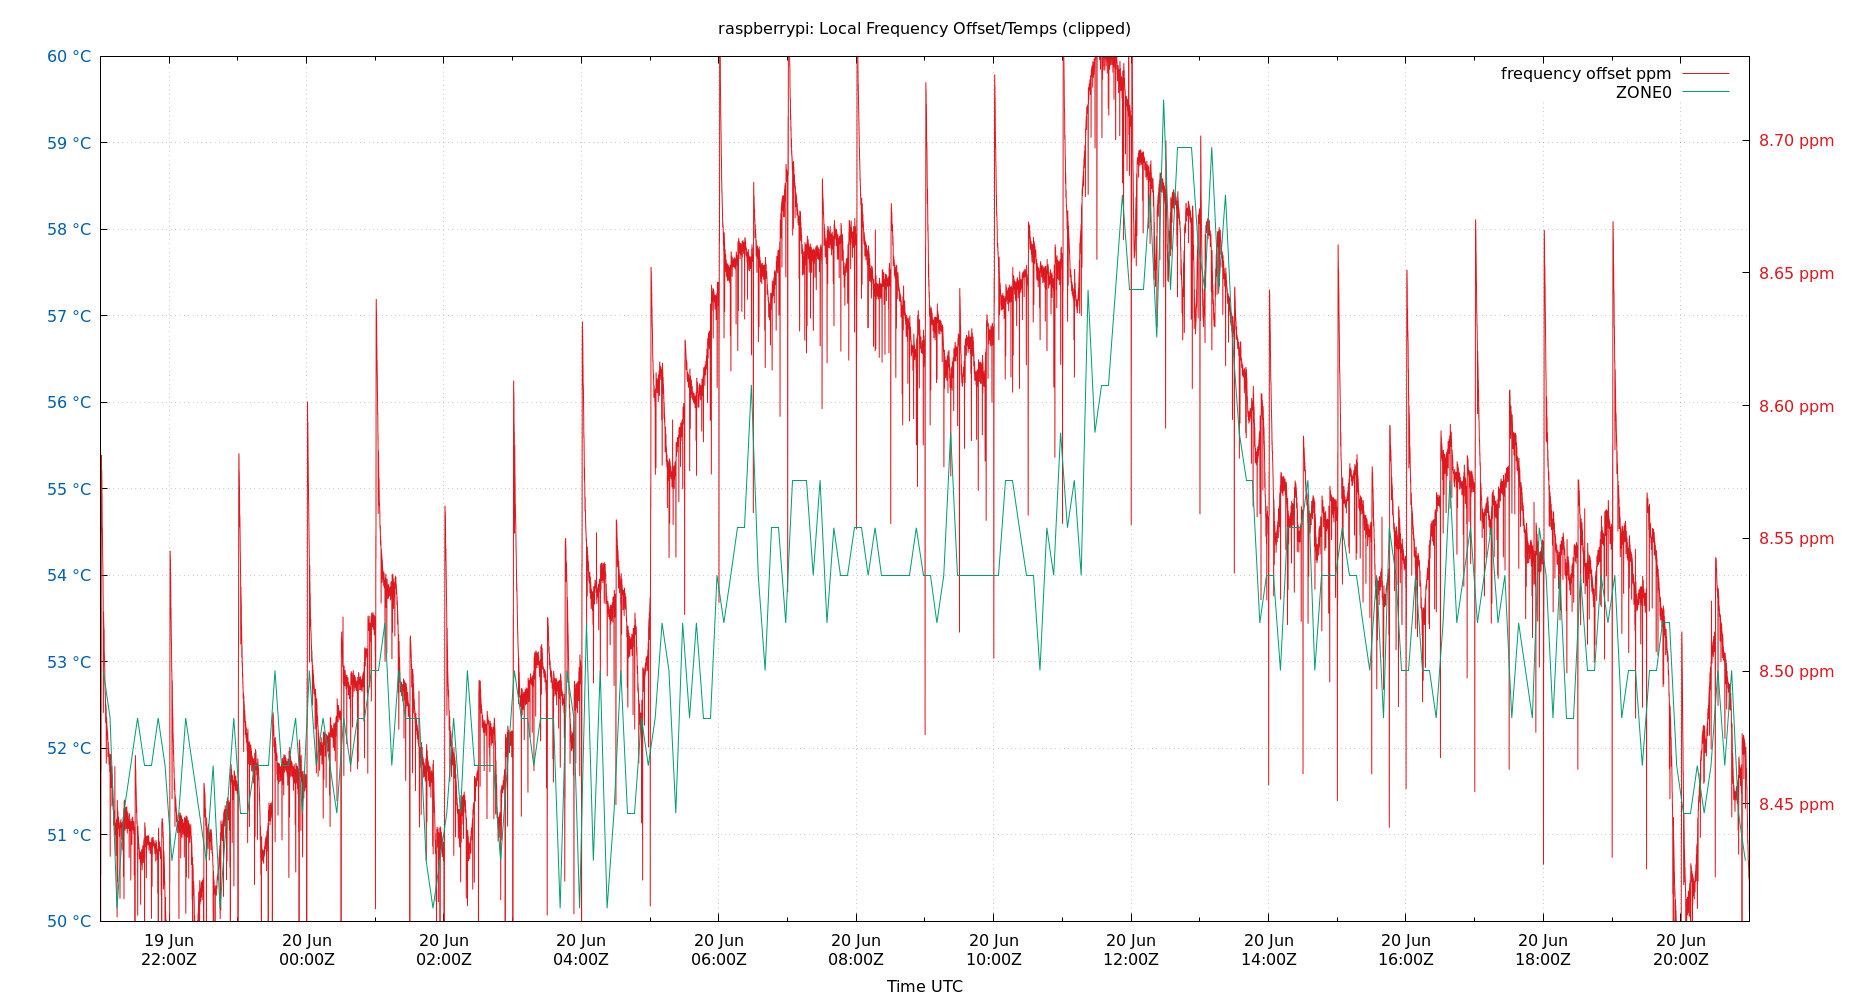 raspberrypi: Local Frequency Offset/Temps (clipped)
frequency offset ppm
ZONE0
60 °C
59 °C
58 °C
57 °C
56 °C
55 °C
54 °C
53 °C
52 °C
51 °C
50 °C
8.70 ppm
8.65 ppm
8.60 ppm
8.55 ppm
8.50 ppm
8.45 ppm
19 Jun 20 Jun 20 Jun 20 Jun 20 Jun 20 Jun 20 Jun 20 Jun 20 Jun 20 Jun 20 Jun 20 Jun
22:00Z 00:00Z 02:00Z 04:00Z 06:00Z 08:00Z 10:00Z 12:00Z 14:00Z 16:00Z 18:00Z 20:00Z
Time UTC